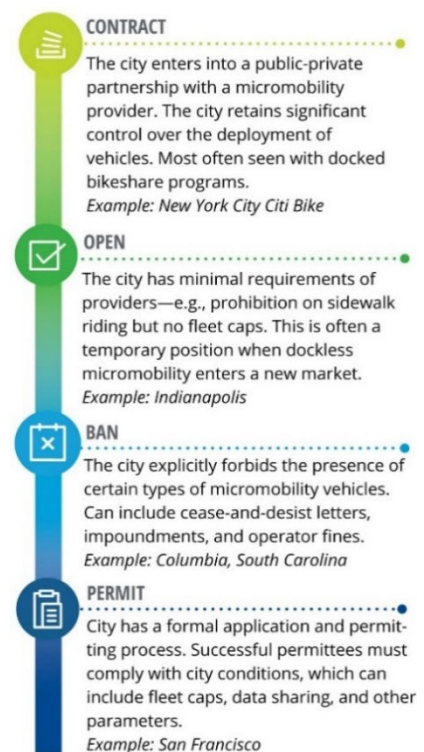 CONTRACT
The city enters into a public-private
partnership with a micromobility
provider. The city retains significant
control over the deployment of
vehicles. Most often seen with docked
bikeshare programs.
Example: New York City Citi Bike
OPEN
The city has minimal requirements of
providers—e.g., prohibition on sidewalk
riding but no fleet caps. This is often a
temporary position when dockless
micromobility enters a new market.
Example: Indianapolis
BAN
The city explicitly forbids the presence of
certain types of micromobility vehicles.
Can include cease-and-desist letters,
impoundments, and operator fines.
Example: Columbia, South Carolina
PERMIT
City has a formal application and permit-
ting process. Successful permittees must
comply with city conditions, which can
include fleet caps, data sharing, and other
parameters.
Example: San Francisco